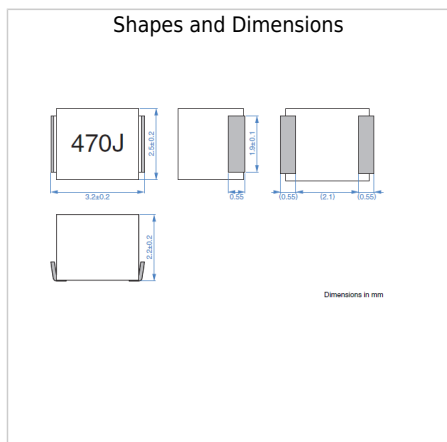 Shapes and Dimensions
470J
2.5±0.2
3.2±0.2
1.9±0.1
0.55
(0.55)
(2.1)
(0.55)
2.2±0.2
Dimensions in mm